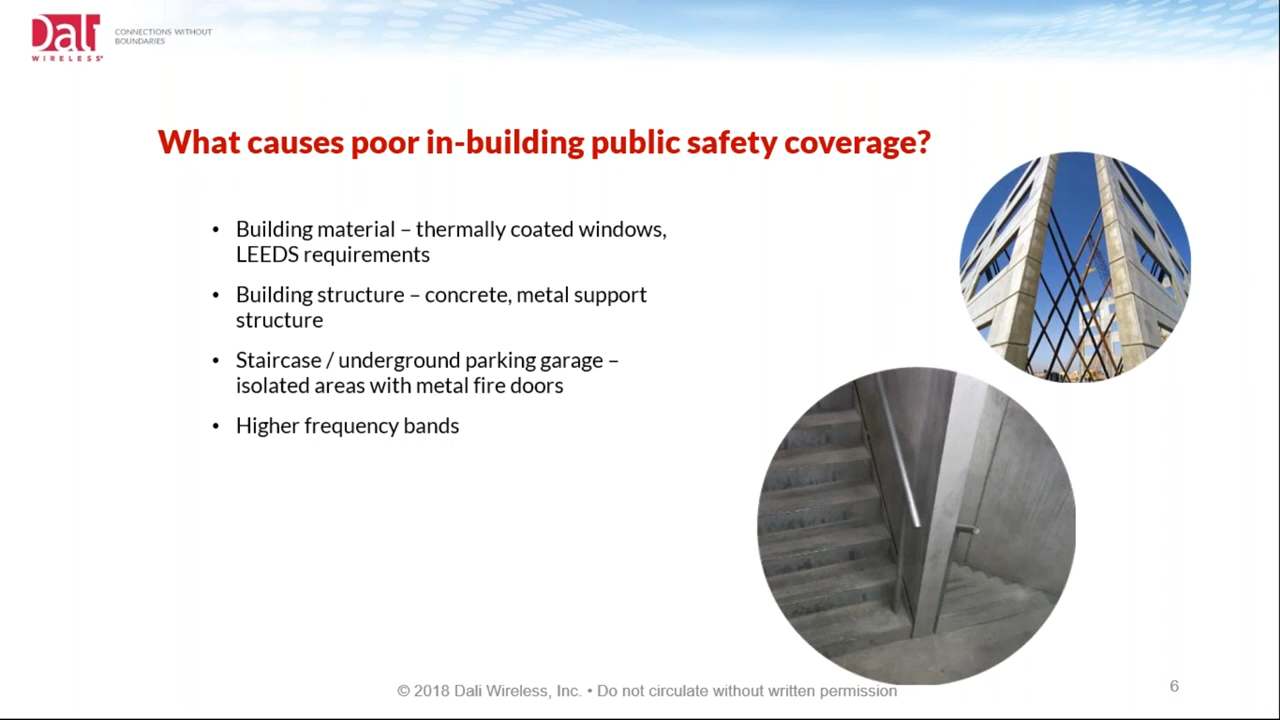 Dali
WIRELESS
CONNECTIONS WITHOUT
BOUNDARIES
What causes poor in-building public safety coverage?
• Building material – thermally coated windows,
LEEDS requirements
• Building structure – concrete, metal support
structure
• Staircase / underground parking garage –
isolated areas with metal fire doors
• Higher frequency bands
© 2018 Dali Wireless, Inc. • Do not circulate without written permission
6